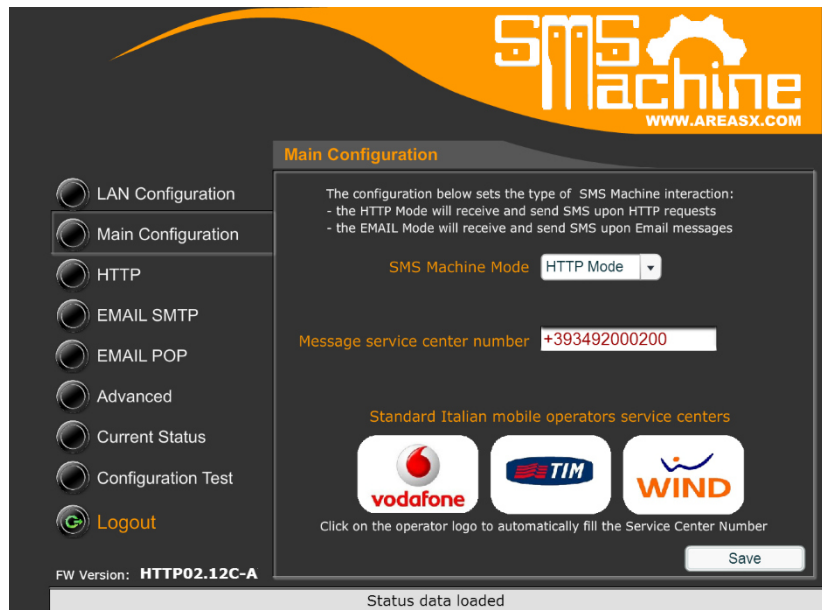 SMS Machine
WWW.AREASX.COM
Main Configuration
LAN Configuration
Main Configuration
HTTP
EMAIL SMTP
EMAIL POP
Advanced
Current Status
Configuration Test
Logout
FW Version: HTTP02.12C-A
The configuration below sets the type of SMS Machine interaction:
- the HTTP Mode will receive and send SMS upon HTTP requests
- the EMAIL Mode will receive and send SMS upon Email messages
SMS Machine Mode HTTP Mode
Message service center number +393492000200
Standard Italian mobile operators service centers
vodafone TIM WIND
Click on the operator logo to automatically fill the Service Center Number
Save
Status data loaded